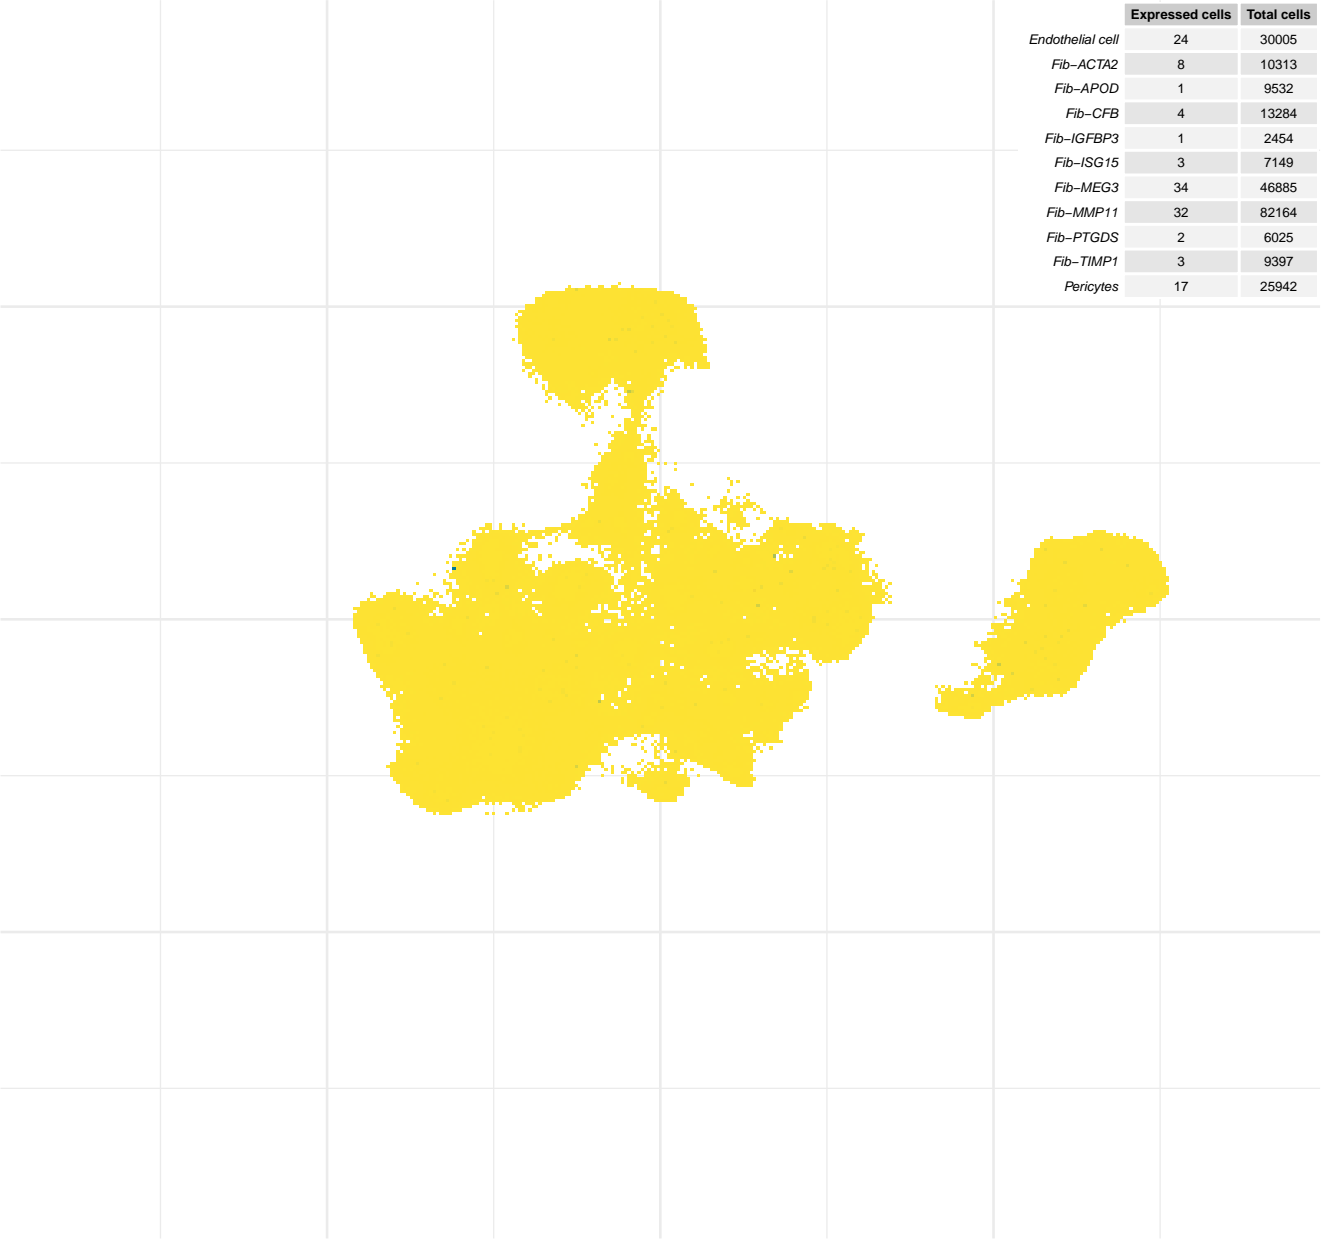 Expressed cells Total cells
Endothelial cell 24 30005
Fib−ACTA2 8 10313
Fib−APOD 1 9532
Fib−CFB 4 13284
Fib−IGFBP3 1 2454
Fib−ISG15 3 7149
Fib−MEG3 34 46885
Fib−MMP11 32 82164
Fib−PTGDS 2 6025
Fib−TIMP1 3 9397
Pericytes 17 25942